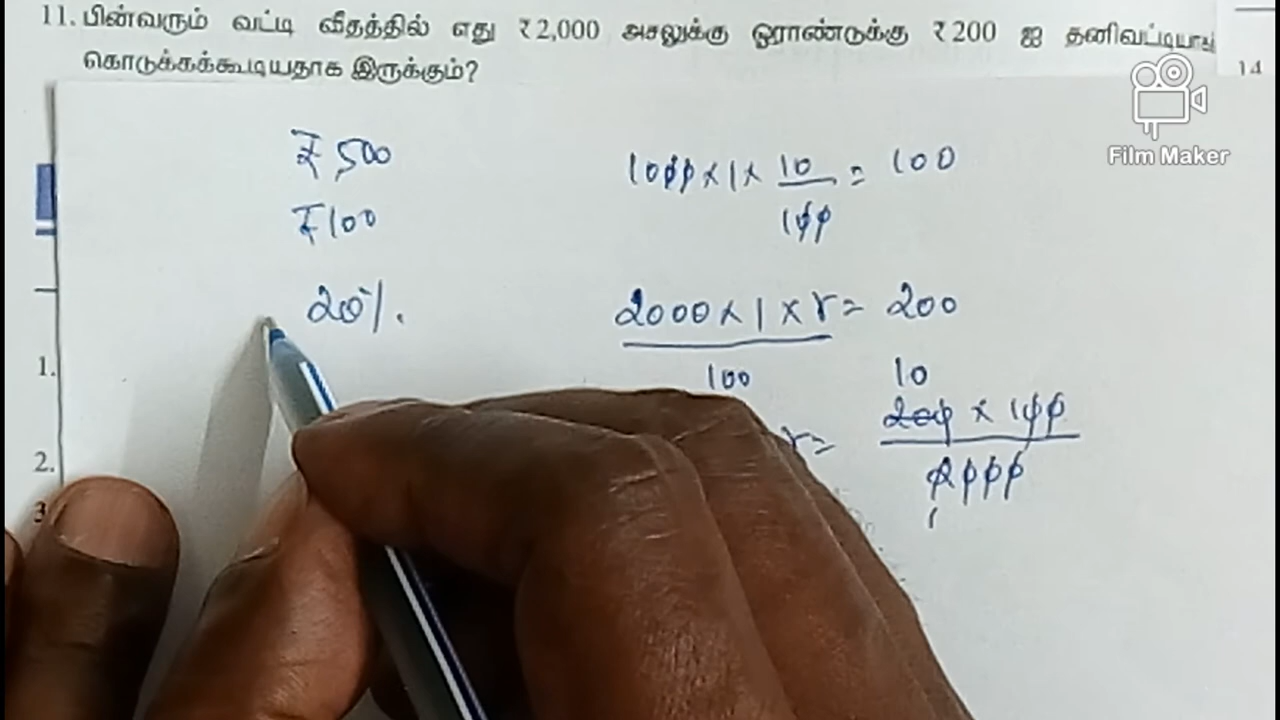 11. பின்வரும் வட்டி வீதத்தில் எது ₹2,000 அசலுக்கு ஓராண்டுக்கு ₹200 ஐ தனிவட்டியாக
கொடுக்கக்கூடியதாக இருக்கும்?
14
Film Maker
₹500
1000 × 1 × 10 = 100
100
₹100
20%.
2000 × 1 × r = 200
100
1.
10
r = 200 × 100
2000
1
2.
3